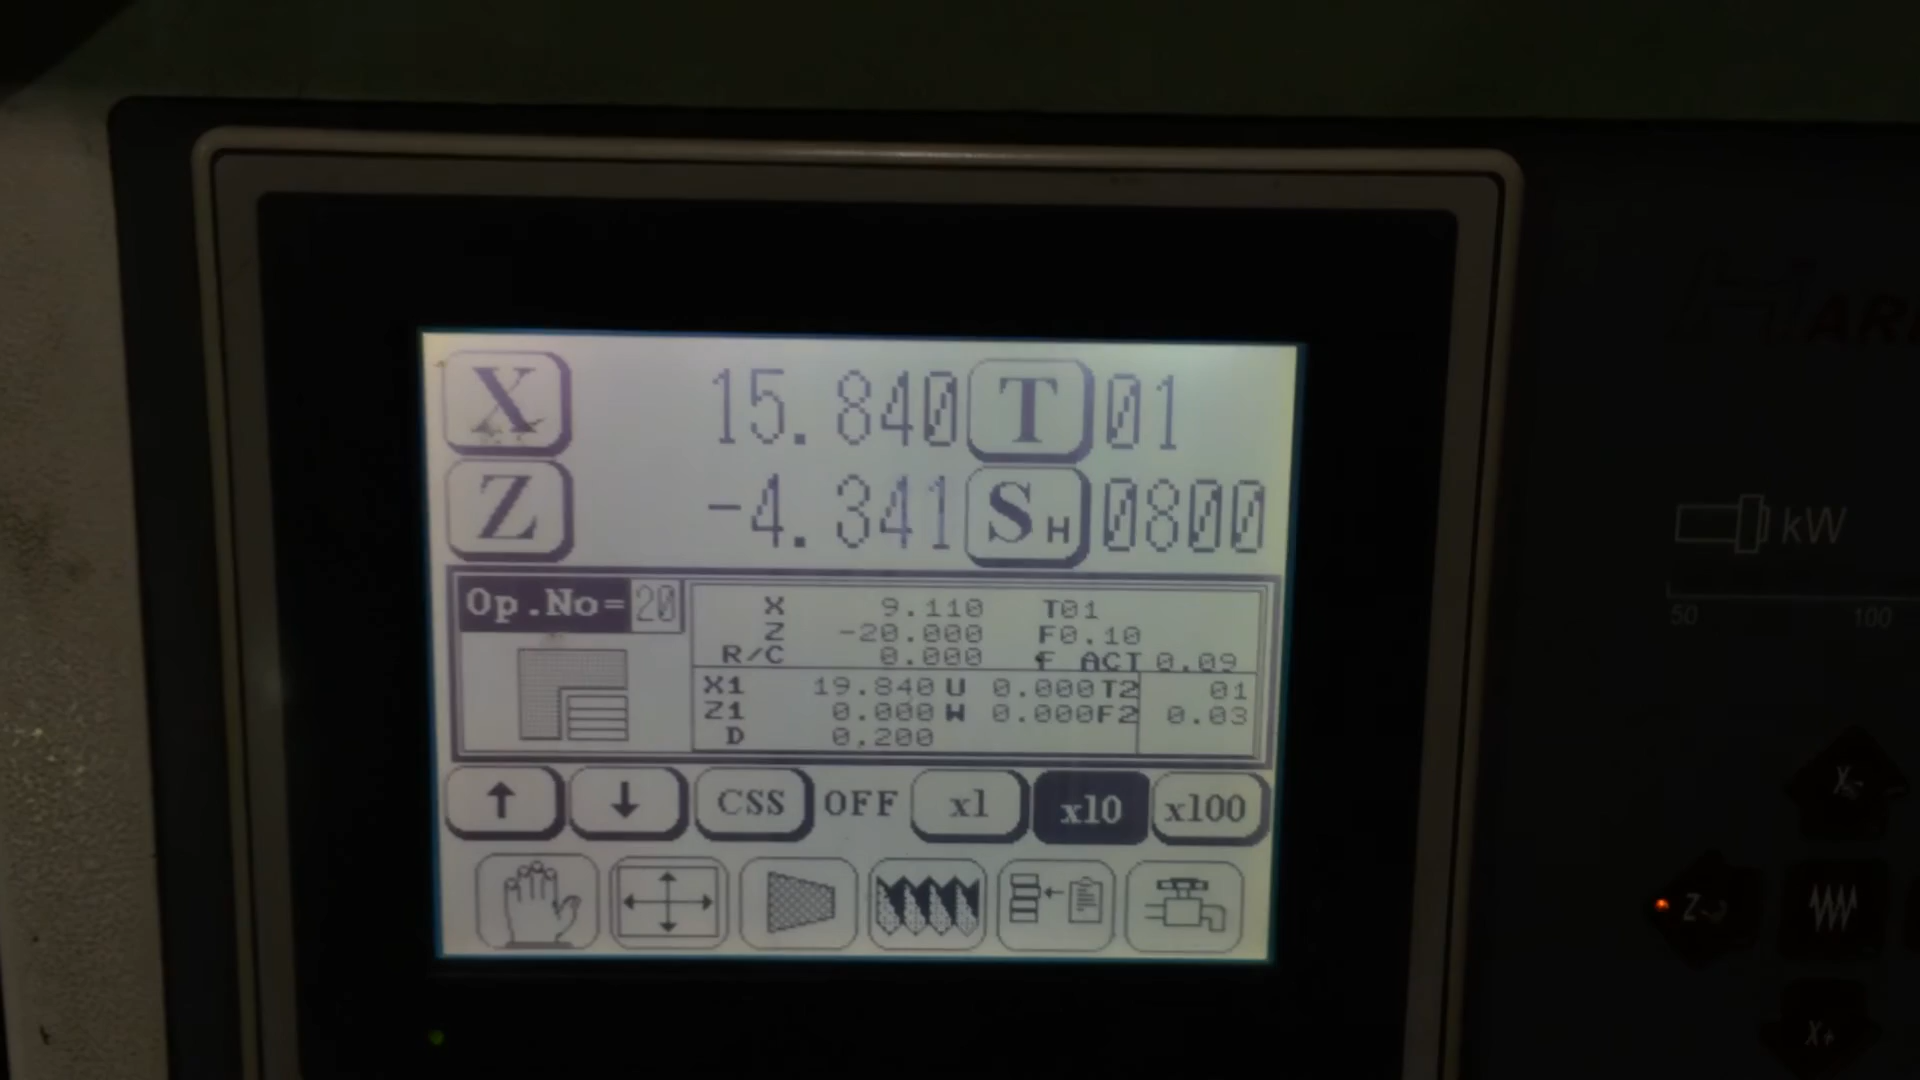 X 15.840 T 01
Z -4.341 S H 0800
Op.No=20
X 9.110 T01
Z -20.000 F0.10
R/C 0.000 F ACT 0.09
X1 19.840 U 0.000 T2 01
Z1 0.000 W 0.000 F2 0.03
D 0.200
↑ ↓ CSS OFF x1 x10 x100
kW
50 100
X-
Z-
X+